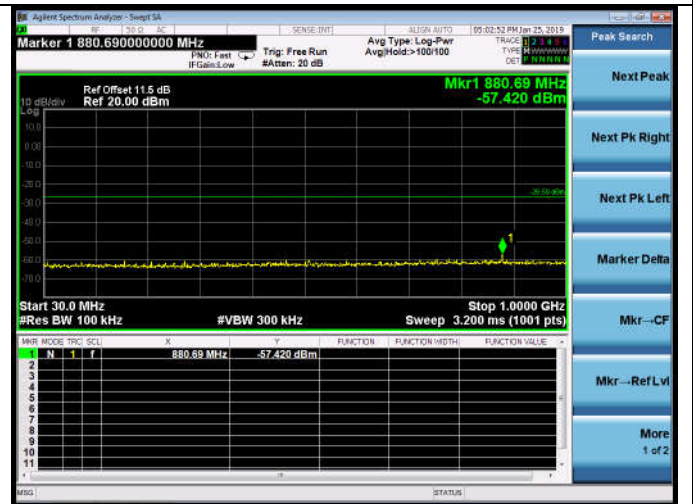 Agilent Spectrum Analyzer - Swept SA
RF 50 Ω AC SENSE:INT ALIGN AUTO 05:02:52 PM Jan 25, 2019
Marker 1 880.690000000 MHz
PNO: Fast
IFGain:Low
Trig: Free Run
#Atten: 20 dB
Avg Type: Log-Pwr
Avg|Hold:>100/100
TRACE 1 2 3 4 5 6
TYPE M
DET P N N N N N
Ref Offset 11.5 dB
Ref 20.00 dBm
10 dB/div
Log
Mkr1 880.69 MHz
-57.420 dBm
10.0
0.00
-10.0
-20.0
-30.0
-40.0
-50.0
-60.0
-70.0
1
Start 30.0 MHz
#Res BW 100 kHz
#VBW 300 kHz
Stop 1.0000 GHz
Sweep 3.200 ms (1001 pts)
MKR MODE TRC SCL X Y FUNCTION FUNCTION WIDTH FUNCTION VALUE
1 N 1 f 880.69 MHz -57.420 dBm
2
3
4
5
6
7
8
9
10
11
MSG STATUS
Peak Search
Next Peak
Next Pk Right
Next Pk Left
Marker Delta
Mkr→CF
Mkr→Ref Lvl
More
1 of 2